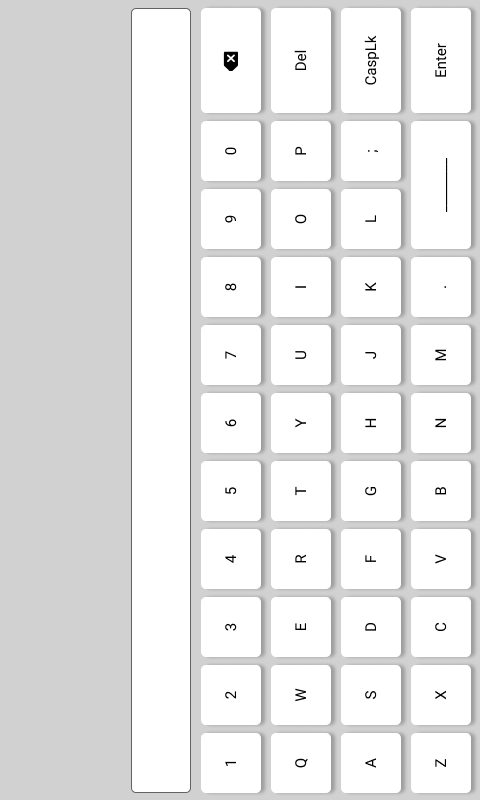 1 2 3 4 5 6 7 8 9 0
Q W E R T Y U I O P Del
A S D F G H J K L ; CaspLk
Z X C V B N M . Enter